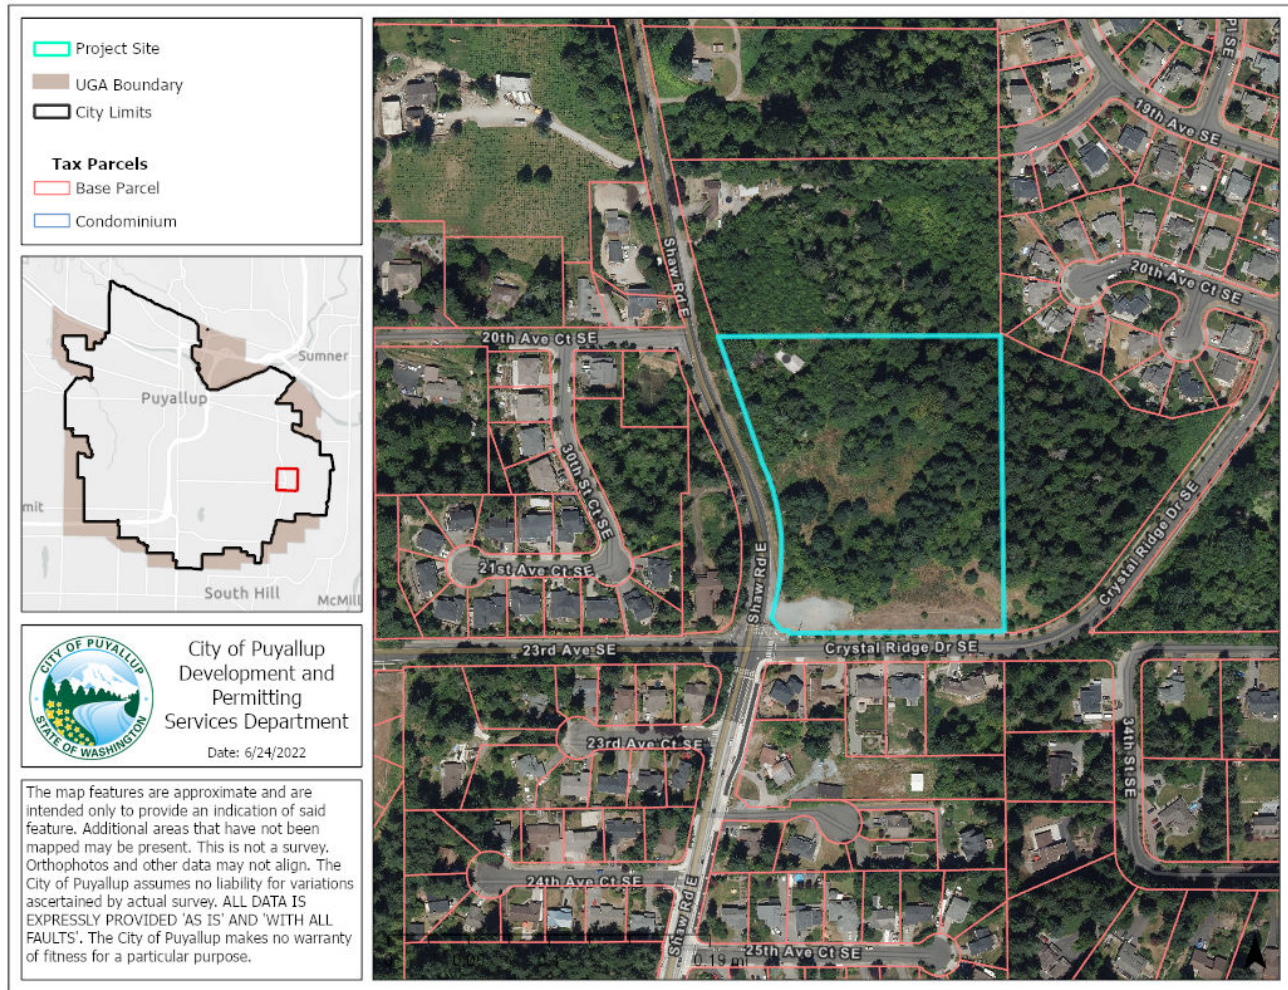 Project Site
UGA Boundary
City Limits
Tax Parcels
Base Parcel
Condominium
Sumner
Puyallup
mit
South Hill
McMill
CITY OF PUYALLUP
STATE OF WASHINGTON
City of Puyallup
Development and
Permitting
Services Department
Date: 6/24/2022
The map features are approximate and are
intended only to provide an indication of said
feature. Additional areas that have not been
mapped may be present. This is not a survey.
Orthophotos and other data may not align. The
City of Puyallup assumes no liability for variations
ascertained by actual survey. ALL DATA IS
EXPRESSLY PROVIDED 'AS IS' AND 'WITH ALL
FAULTS'. The City of Puyallup makes no warranty
of fitness for a particular purpose.
Pl SE
19th Ave SE
Shaw Rd E
20th Ave Ct SE
20th Ave Ct SE
30th St Ct SE
21st Ave Ct SE
Shaw Rd E
Crystal Ridge Dr SE
23rd Ave SE
Crystal Ridge Dr SE
23rd Ave Ct SE
34th St SE
24th Ave Ct SE
Shaw Rd E
25th Ave Ct SE
0.19 mi